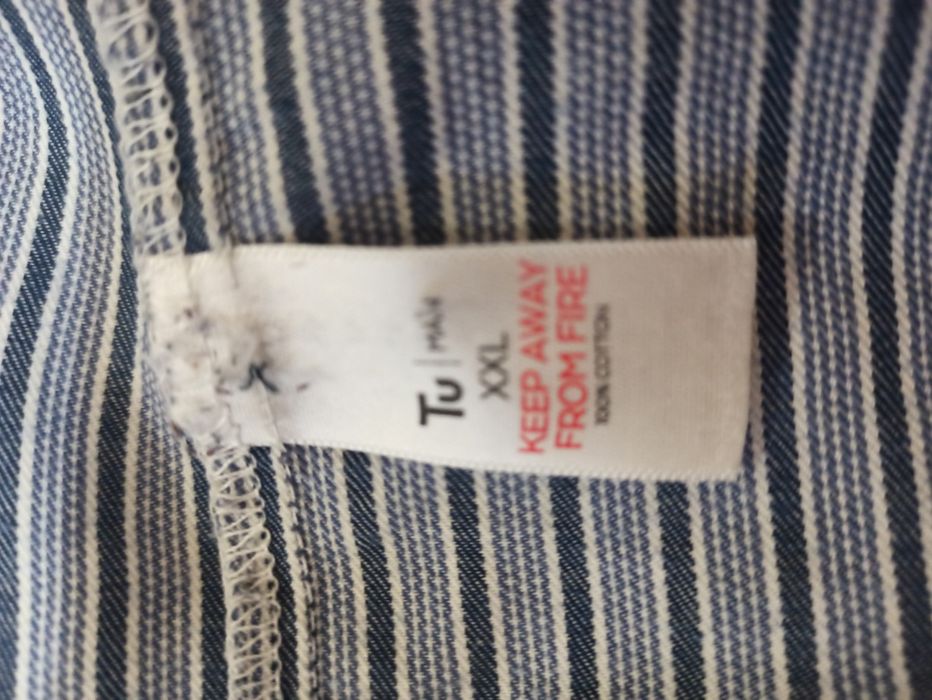 Tu | MAN
XXL
KEEP AWAY
FROM FIRE
100% COTTON